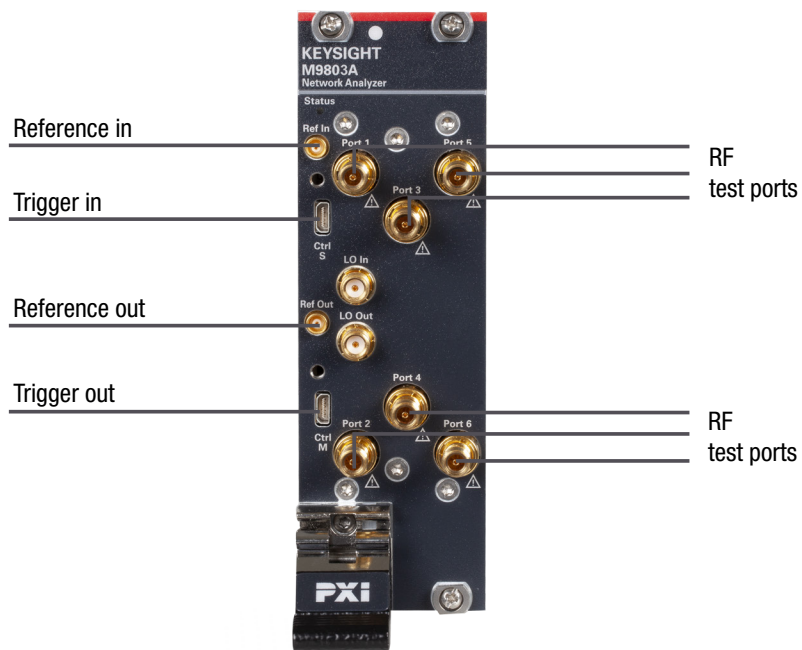 KEYSIGHT
M9803A
Network Analyzer
Status
Reference in
Ref In
Port 1
Port 5
RF
test ports
Port 3
Trigger in
Ctrl
S
LO In
Reference out
Ref Out
LO Out
Trigger out
Port 4
Ctrl
M
Port 2
Port 6
RF
test ports
PXI